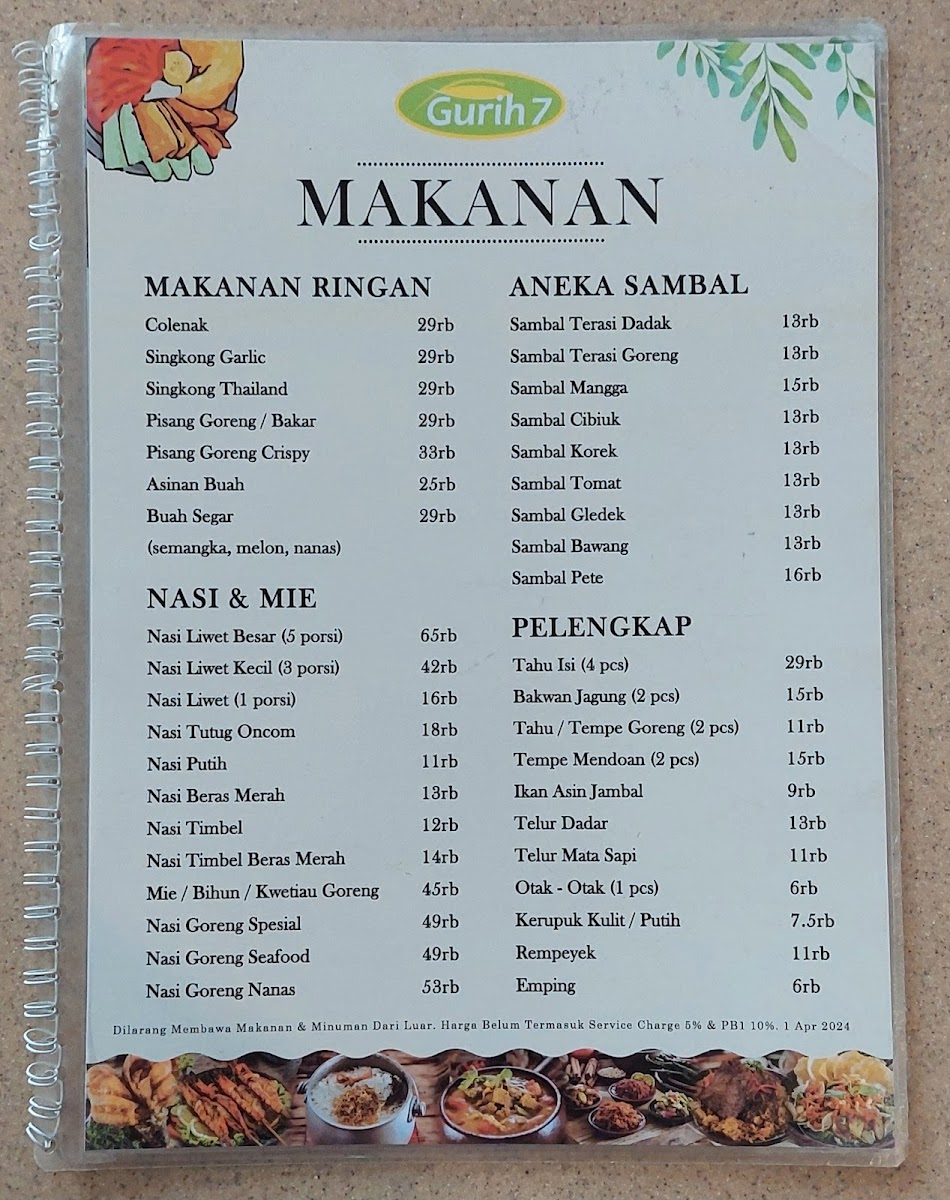 Gurih 7
MAKANAN
MAKANAN RINGAN
Colenak 29rb
Singkong Garlic 29rb
Singkong Thailand 29rb
Pisang Goreng / Bakar 29rb
Pisang Goreng Crispy 33rb
Asinan Buah 25rb
Buah Segar 29rb
(semangka, melon, nanas)
NASI & MIE
Nasi Liwet Besar (5 porsi) 65rb
Nasi Liwet Kecil (3 porsi) 42rb
Nasi Liwet (1 porsi) 16rb
Nasi Tutug Oncom 18rb
Nasi Putih 11rb
Nasi Beras Merah 13rb
Nasi Timbel 12rb
Nasi Timbel Beras Merah 14rb
Mie / Bihun / Kwetiau Goreng 45rb
Nasi Goreng Spesial 49rb
Nasi Goreng Seafood 49rb
Nasi Goreng Nanas 53rb
ANEKA SAMBAL
Sambal Terasi Dadak 13rb
Sambal Terasi Goreng 13rb
Sambal Mangga 15rb
Sambal Cibiuk 13rb
Sambal Korek 13rb
Sambal Tomat 13rb
Sambal Gledek 13rb
Sambal Bawang 13rb
Sambal Pete 16rb
PELENGKAP
Tahu Isi (4 pcs) 29rb
Bakwan Jagung (2 pcs) 15rb
Tahu / Tempe Goreng (2 pcs) 11rb
Tempe Mendoan (2 pcs) 15rb
Ikan Asin Jambal 9rb
Telur Dadar 13rb
Telur Mata Sapi 11rb
Otak - Otak (1 pcs) 6rb
Kerupuk Kulit / Putih 7.5rb
Rempeyek 11rb
Emping 6rb
Dilarang Membawa Makanan & Minuman Dari Luar. Harga Belum Termasuk Service Charge 5% & PB1 10%. 1 Apr 2024